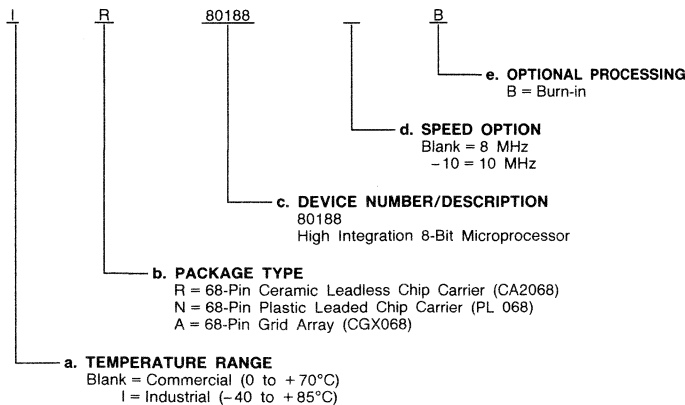 I R 80188 _ B
e. OPTIONAL PROCESSING
B = Burn-in
d. SPEED OPTION
Blank = 8 MHz
–10 = 10 MHz
c. DEVICE NUMBER/DESCRIPTION
80188
High Integration 8-Bit Microprocessor
b. PACKAGE TYPE
R = 68-Pin Ceramic Leadless Chip Carrier (CA2068)
N = 68-Pin Plastic Leaded Chip Carrier (PL 068)
A = 68-Pin Grid Array (CGX068)
a. TEMPERATURE RANGE
Blank = Commercial (0 to +70°C)
I = Industrial (–40 to +85°C)